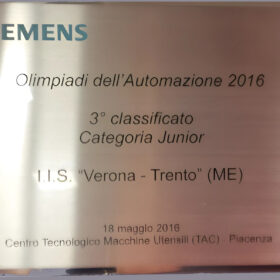 IEMENS
Olimpiadi dell'Automazione 2016
3° classificato
Categoria Junior
I.I.S. "Verona - Trento" (ME)
18 maggio 2016
Centro Tecnologico Macchine Utensili (TAC) - Piacenza